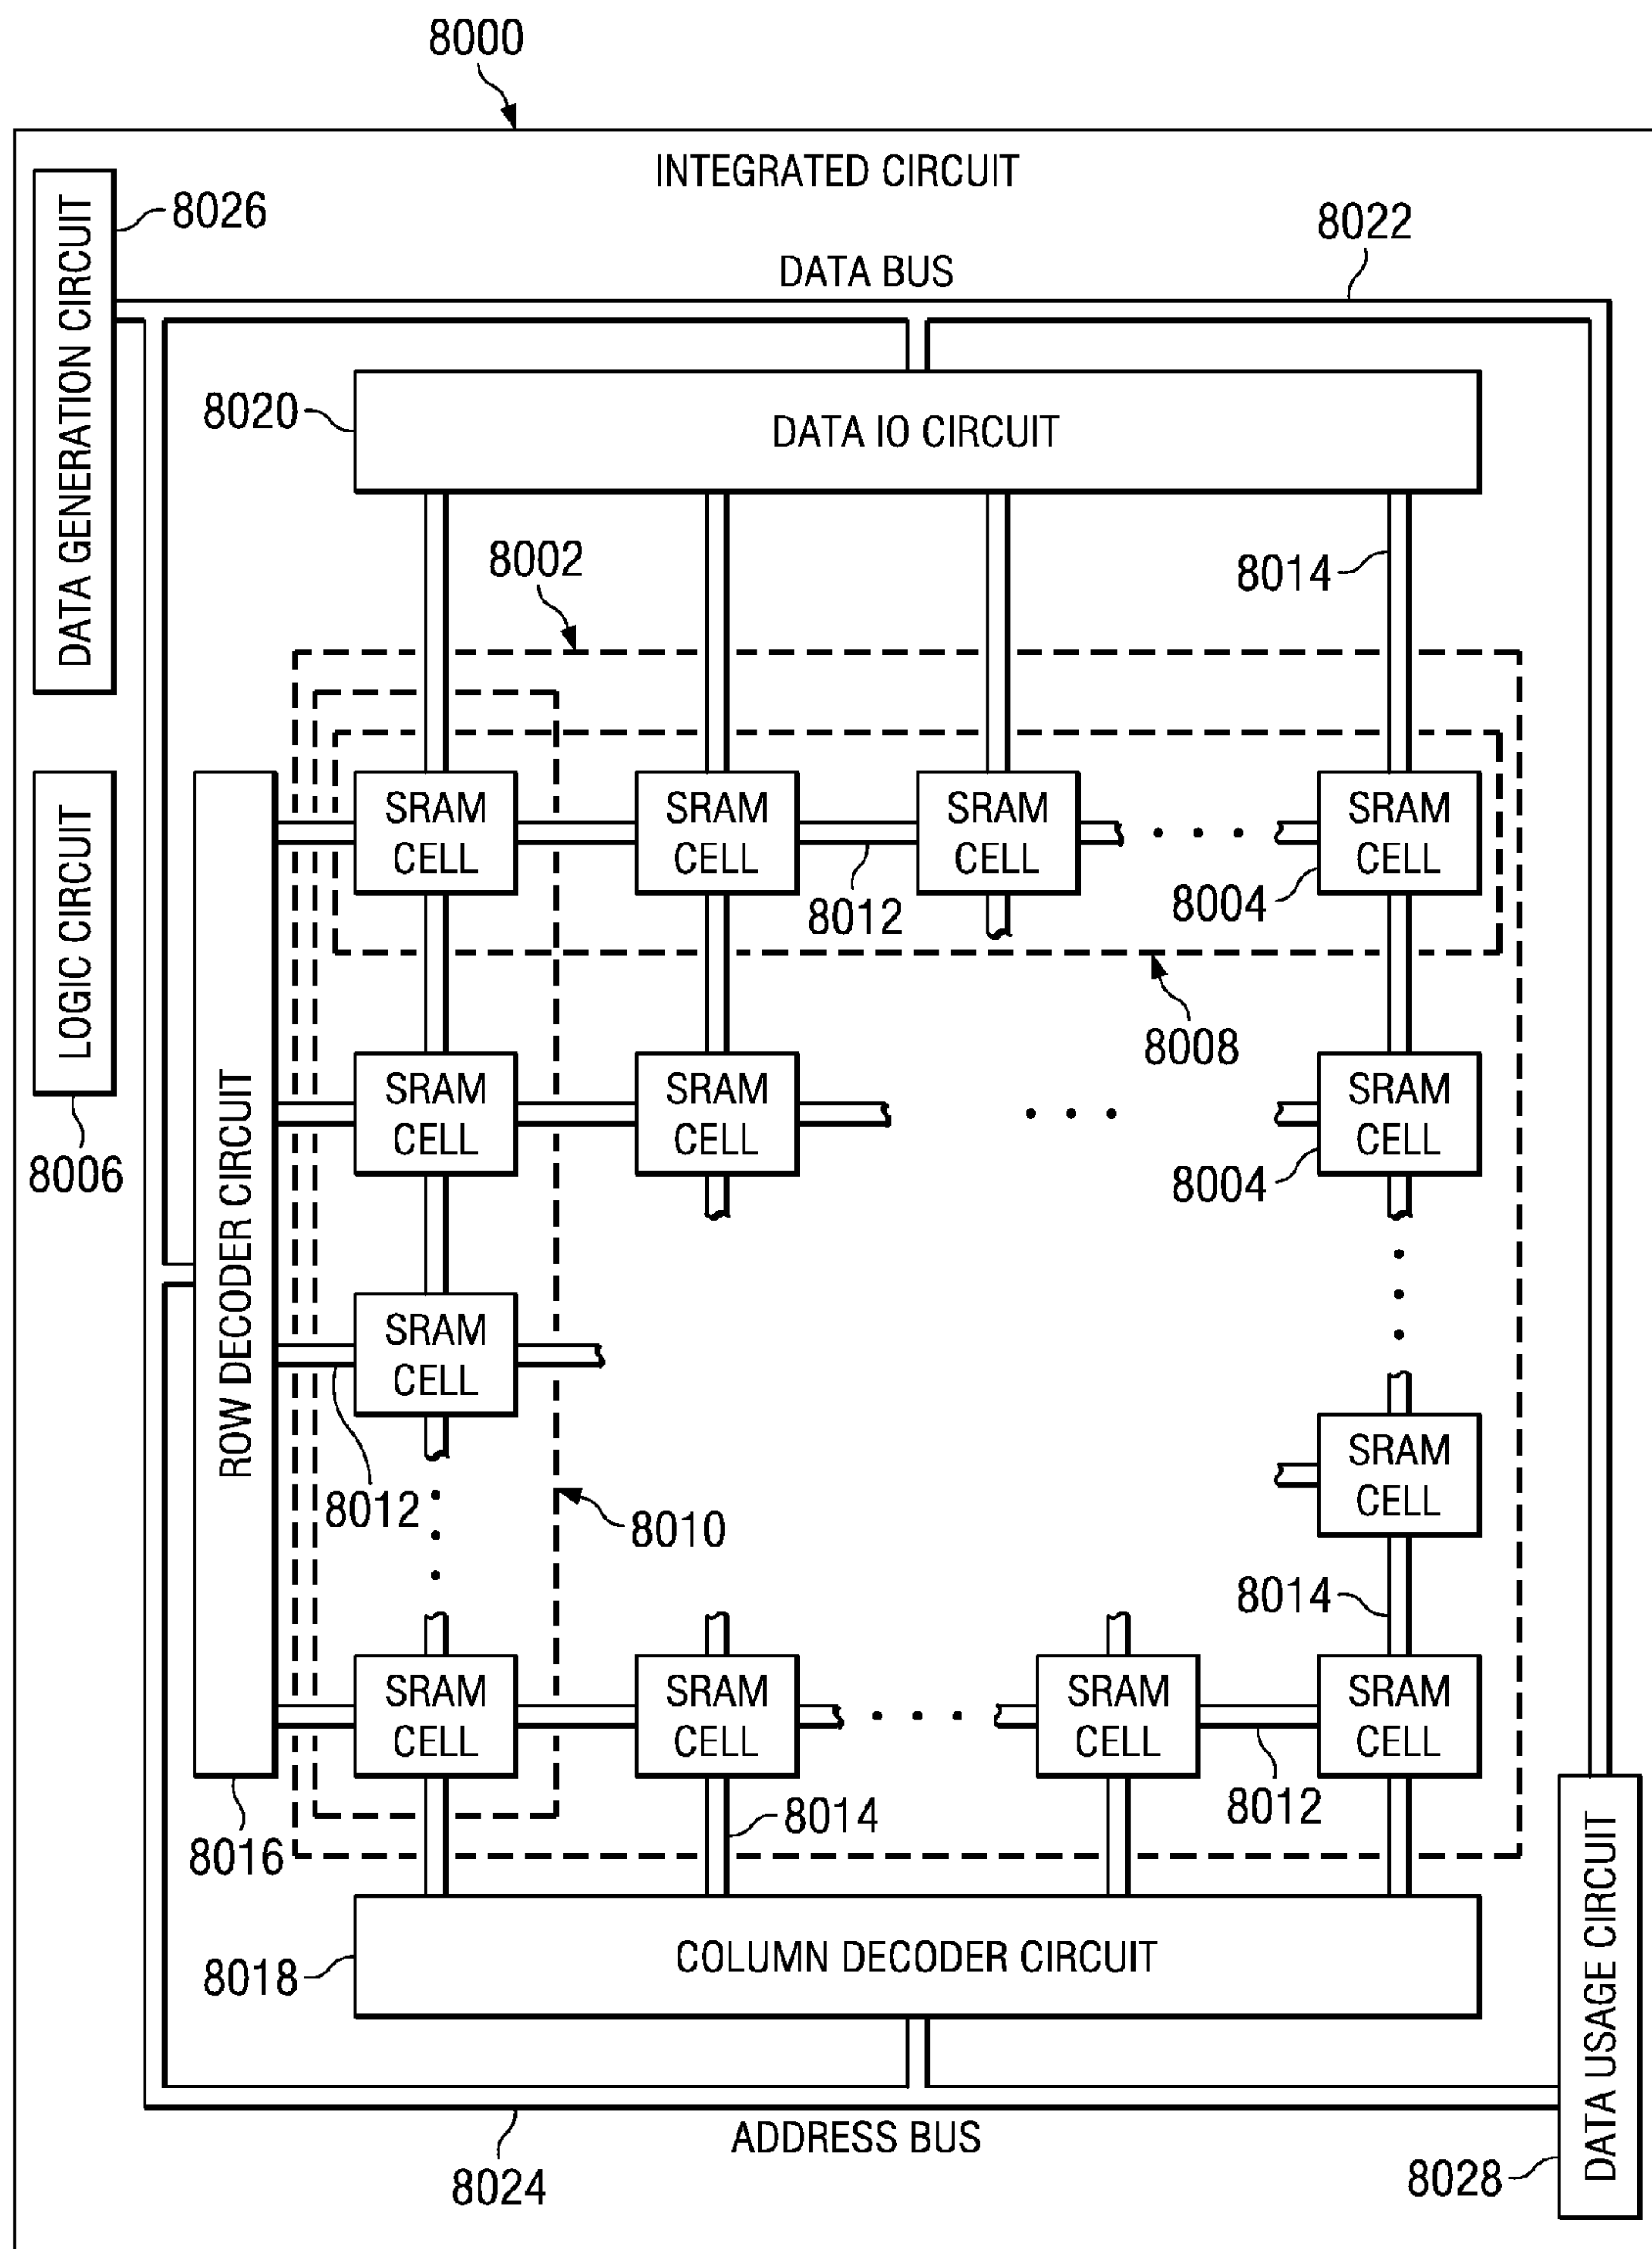 8000
INTEGRATED CIRCUIT
DATA GENERATION CIRCUIT
8026
8022
DATA BUS
8020
DATA IO CIRCUIT
8002
8014
SRAM
CELL
SRAM
CELL
SRAM
CELL
. . .
SRAM
CELL
8012
8004
LOGIC CIRCUIT
8006
8008
ROW DECODER CIRCUIT
SRAM
CELL
SRAM
CELL
. . .
SRAM
CELL
8004
SRAM
CELL
8012
8010
SRAM
CELL
8014
SRAM
CELL
SRAM
CELL
. . .
SRAM
CELL
SRAM
CELL
8016
8014
8012
8018
COLUMN DECODER CIRCUIT
DATA USAGE CIRCUIT
ADDRESS BUS
8024
8028